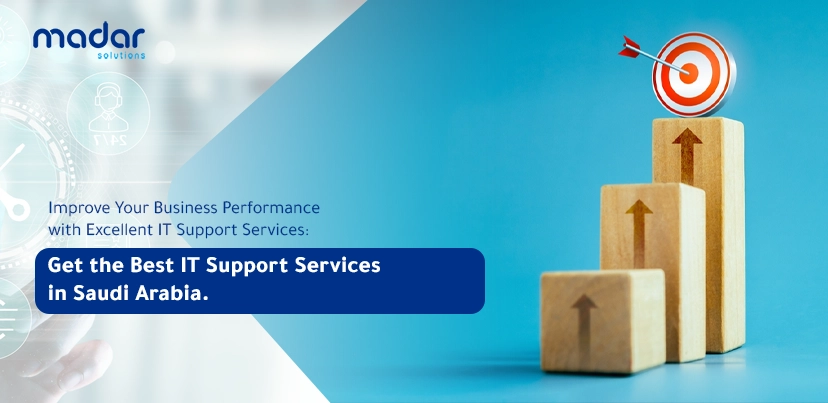 madar
solutions
24/7
Improve Your Business Performance
with Excellent IT Support Services:
Get the Best IT Support Services
in Saudi Arabia.